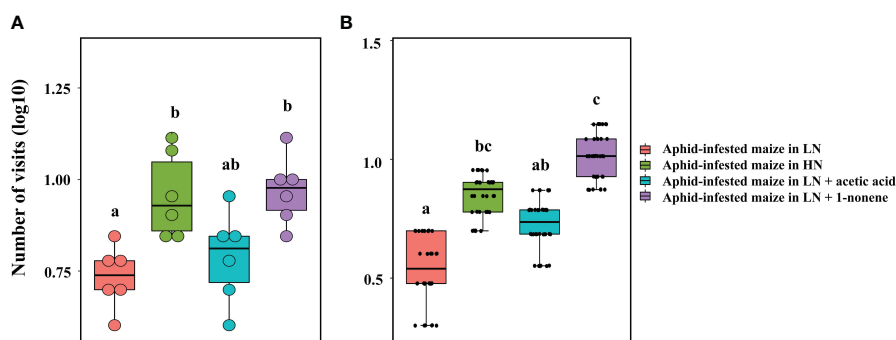 A
B
Number of visits (log10)
1.25
1.00
0.75
a
b
ab
b
1.5
1.0
0.5
a
bc
ab
c
Aphid-infested maize in LN
Aphid-infested maize in HN
Aphid-infested maize in LN + acetic acid
Aphid-infested maize in LN + 1-nonene